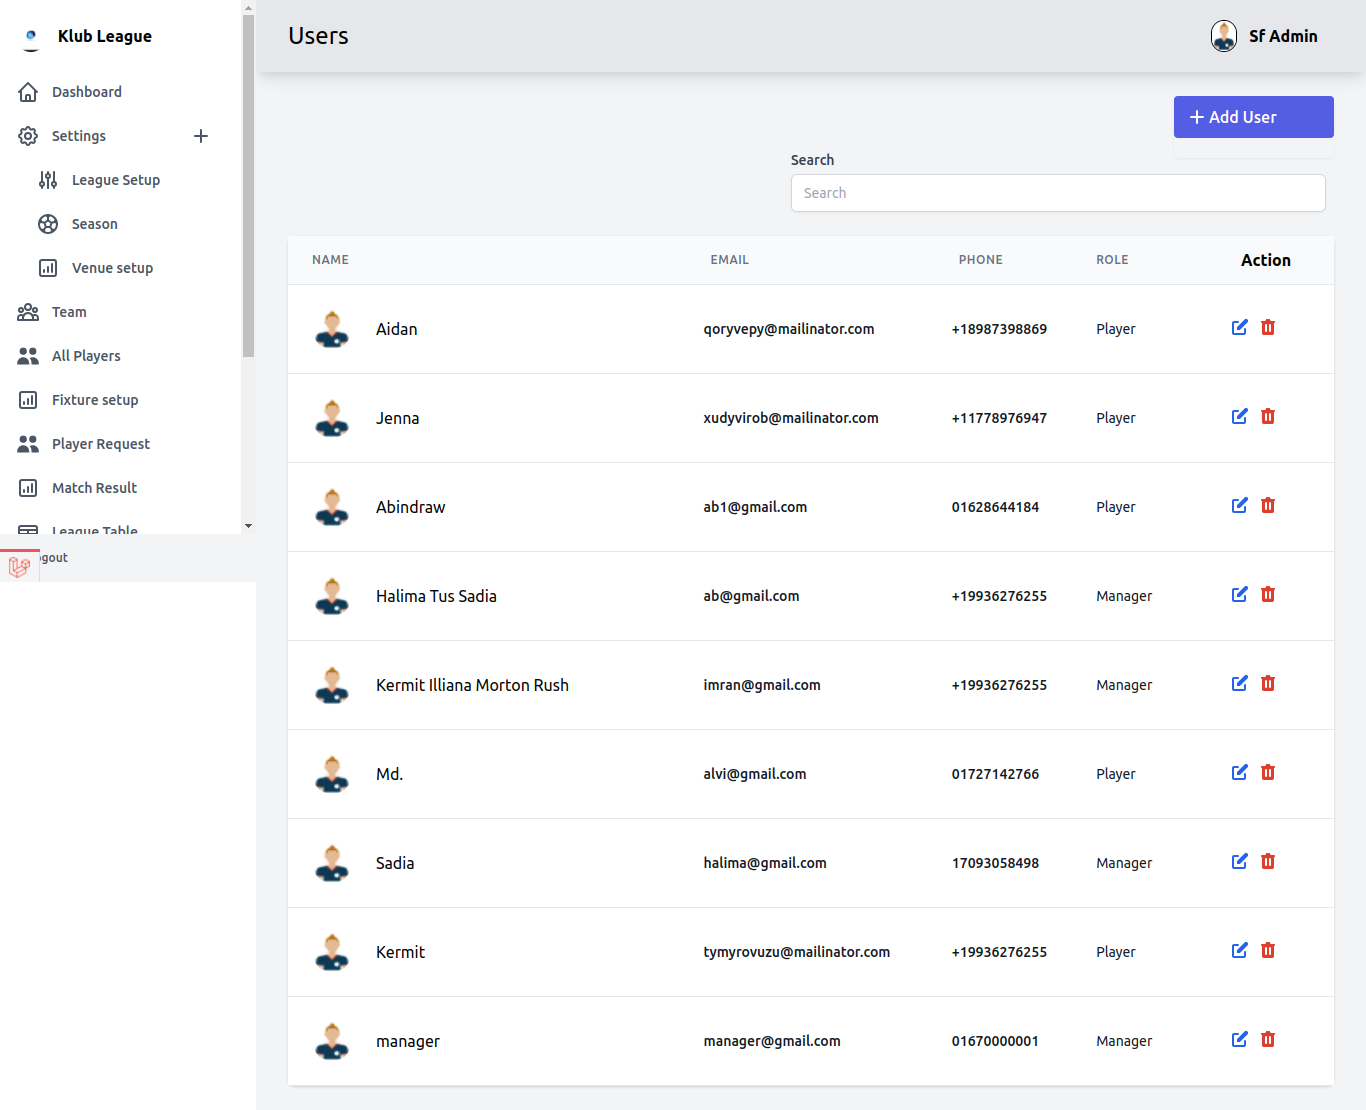 Klub League
Users
Sf Admin
Dashboard
Settings
League Setup
Season
Venue setup
Team
All Players
Fixture setup
Player Request
Match Result
League Table
gout
Add User
Search
Search
NAME EMAIL PHONE ROLE Action
Aidan qoryvepy@mailinator.com +18987398869 Player
Jenna xudyvirob@mailinator.com +11778976947 Player
Abindraw ab1@gmail.com 01628644184 Player
Halima Tus Sadia ab@gmail.com +19936276255 Manager
Kermit Illiana Morton Rush imran@gmail.com +19936276255 Manager
Md. alvi@gmail.com 01727142766 Player
Sadia halima@gmail.com 17093058498 Manager
Kermit tymyrovuzu@mailinator.com +19936276255 Player
manager manager@gmail.com 01670000001 Manager